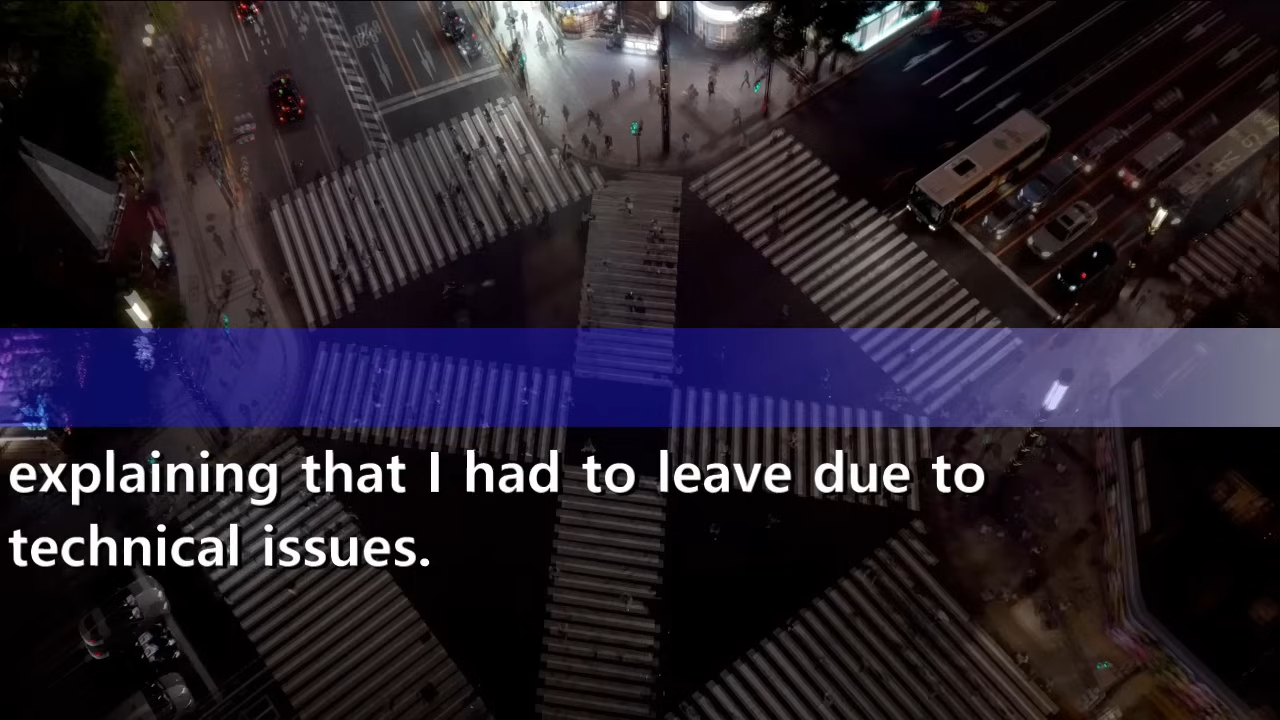 explaining that I had to leave due to
technical issues.